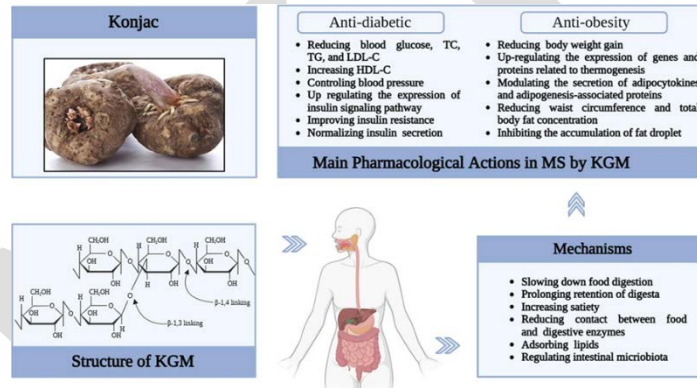 Konjac
Anti-diabetic
• Reducing blood glucose, TC,
TG, and LDL-C
• Increasing HDL-C
• Controling blood pressure
• Up regulating the expression of
insulin signaling pathway
• Improving insulin resistance
• Normalizing insulin secretion
Anti-obesity
• Reducing body weight gain
• Up-regulating the expression of genes and
proteins related to thermogenesis
• Modulating the secretion of adipocytokines
and adipogenesis-associated proteins
• Reducing waist circumference and total
body fat concentration
• Inhibiting the accumulation of fat droplet
Main Pharmacological Actions in MS by KGM
CH₂OH
CH₂OH
CH₂OH
H
H
O
O
O
O
OH
OH
OH
OH
OH
H
β-1,4 linking
CH₂OH
CH₂OH
H
O
O
O
O
OH
OH
OH
OH
H
β-1,3 linking
Structure of KGM
Mechanisms
• Slowing down food digestion
• Prolonging retention of digesta
• Increasing satiety
• Reducing contact between food
and digestive enzymes
• Adsorbing lipids
• Regulating intestinal micriobiota